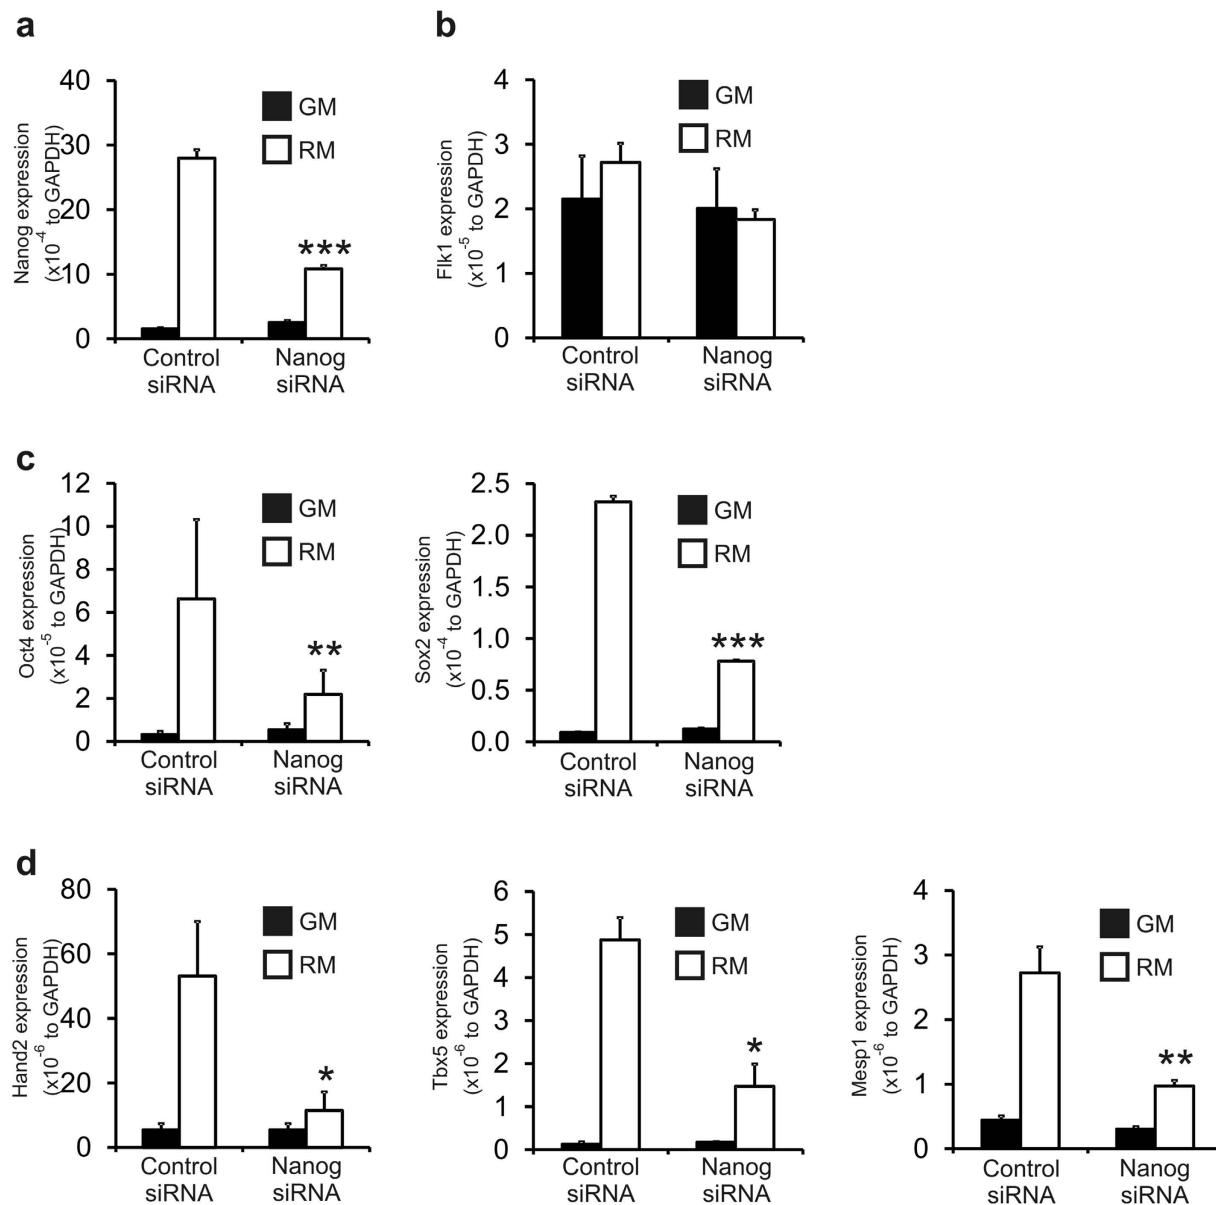 a
Nanog expression
(x10-4 to GAPDH)
40
30
20
10
0
GM
RM
***
Control
siRNA
Nanog
siRNA
b
Flk1 expression
(x10-5 to GAPDH)
4
3
2
1
0
GM
RM
Control
siRNA
Nanog
siRNA
c
Oct4 expression
(x10-5 to GAPDH)
12
10
8
6
4
2
0
GM
RM
**
Control
siRNA
Nanog
siRNA
Sox2 expression
(x10-4 to GAPDH)
2.5
2.0
1.5
1.0
0.5
0.0
GM
RM
***
Control
siRNA
Nanog
siRNA
d
Hand2 expression
(x10-6 to GAPDH)
80
60
40
20
0
GM
RM
*
Control
siRNA
Nanog
siRNA
Tbx5 expression
(x10-6 to GAPDH)
6
5
4
3
2
1
0
GM
RM
*
Control
siRNA
Nanog
siRNA
Mesp1 expression
(x10-6 to GAPDH)
4
3
2
1
0
GM
RM
**
Control
siRNA
Nanog
siRNA